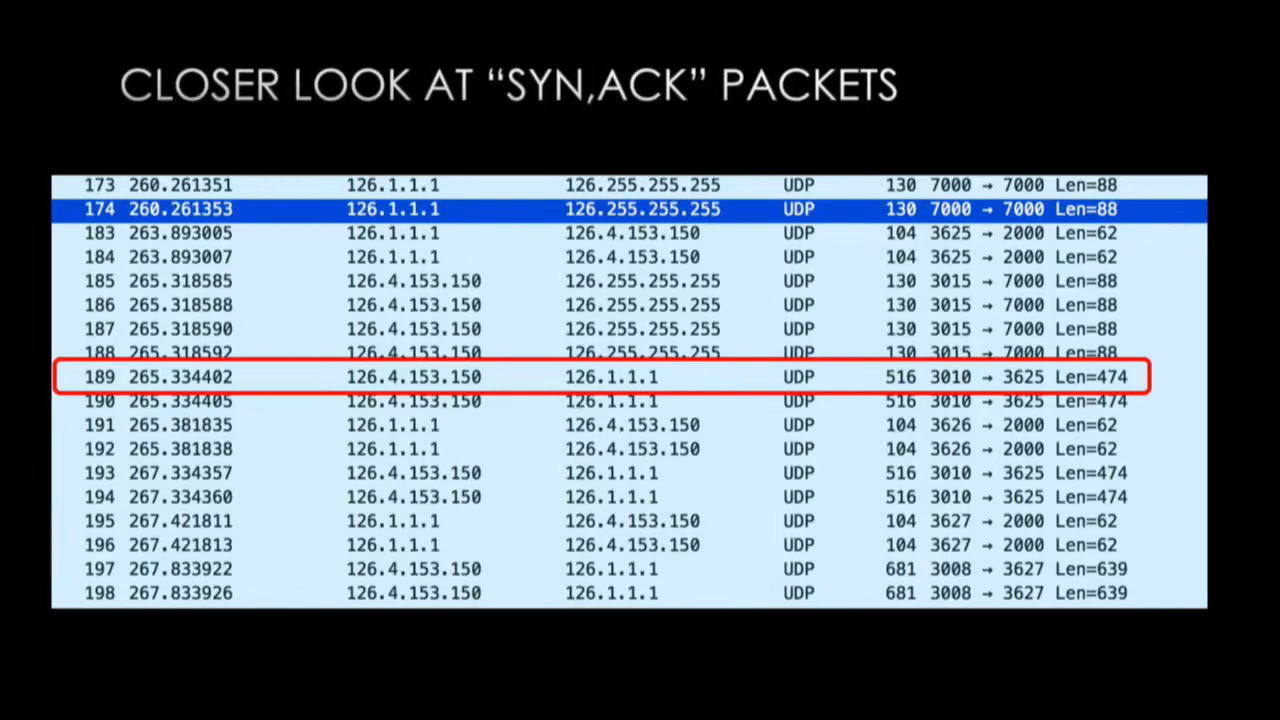 CLOSER LOOK AT “SYN,ACK” PACKETS
173 260.261351 126.1.1.1 126.255.255.255 UDP 130 7000 → 7000 Len=88
174 260.261353 126.1.1.1 126.255.255.255 UDP 130 7000 → 7000 Len=88
183 263.893005 126.1.1.1 126.4.153.150 UDP 104 3625 → 2000 Len=62
184 263.893007 126.1.1.1 126.4.153.150 UDP 104 3625 → 2000 Len=62
185 265.318585 126.4.153.150 126.255.255.255 UDP 130 3015 → 7000 Len=88
186 265.318588 126.4.153.150 126.255.255.255 UDP 130 3015 → 7000 Len=88
187 265.318590 126.4.153.150 126.255.255.255 UDP 130 3015 → 7000 Len=88
188 265.318592 126.4.153.150 126.255.255.255 UDP 130 3015 → 7000 Len=88
189 265.334402 126.4.153.150 126.1.1.1 UDP 516 3010 → 3625 Len=474
190 265.334405 126.4.153.150 126.1.1.1 UDP 516 3010 → 3625 Len=474
191 265.381835 126.1.1.1 126.4.153.150 UDP 104 3626 → 2000 Len=62
192 265.381838 126.1.1.1 126.4.153.150 UDP 104 3626 → 2000 Len=62
193 267.334357 126.4.153.150 126.1.1.1 UDP 516 3010 → 3625 Len=474
194 267.334360 126.4.153.150 126.1.1.1 UDP 516 3010 → 3625 Len=474
195 267.421811 126.1.1.1 126.4.153.150 UDP 104 3627 → 2000 Len=62
196 267.421813 126.1.1.1 126.4.153.150 UDP 104 3627 → 2000 Len=62
197 267.833922 126.4.153.150 126.1.1.1 UDP 681 3008 → 3627 Len=639
198 267.833926 126.4.153.150 126.1.1.1 UDP 681 3008 → 3627 Len=639